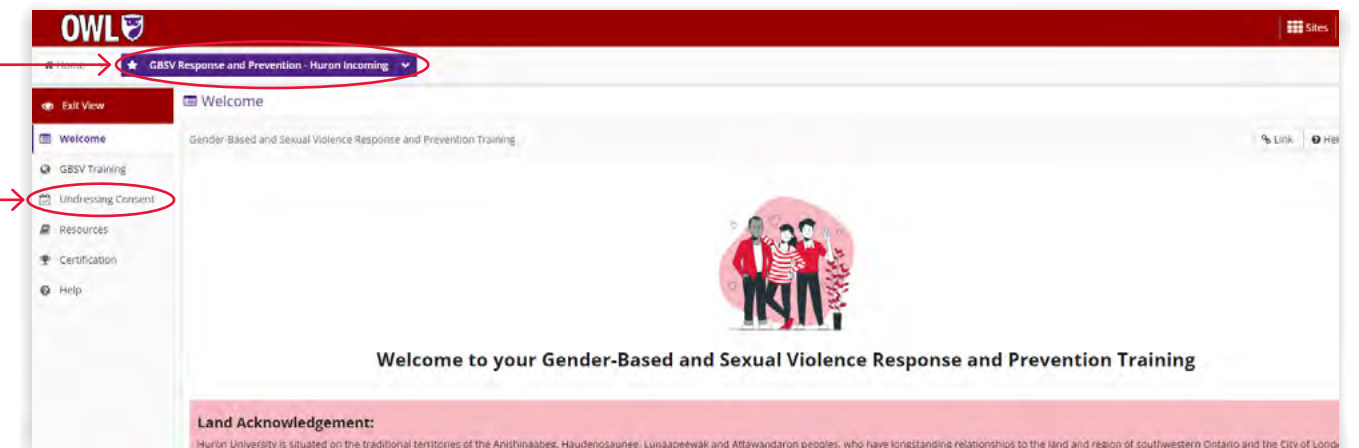 OWL
Sites
Home
GBSV Response and Prevention - Huron Incoming
Exit View
Welcome
Welcome
Gender-Based and Sexual Violence Response and Prevention Training
Link
Hel
GBSV Training
Undressing Consent
Resources
Certification
Help
Welcome to your Gender-Based and Sexual Violence Response and Prevention Training
Land Acknowledgement:
Huron University is situated on the traditional territories of the Anishinaabeg, Haudenosaunee, Lunaapeewak and Attawandaron peoples, who have longstanding relationships to the land and region of southwestern Ontario and the City of Londo